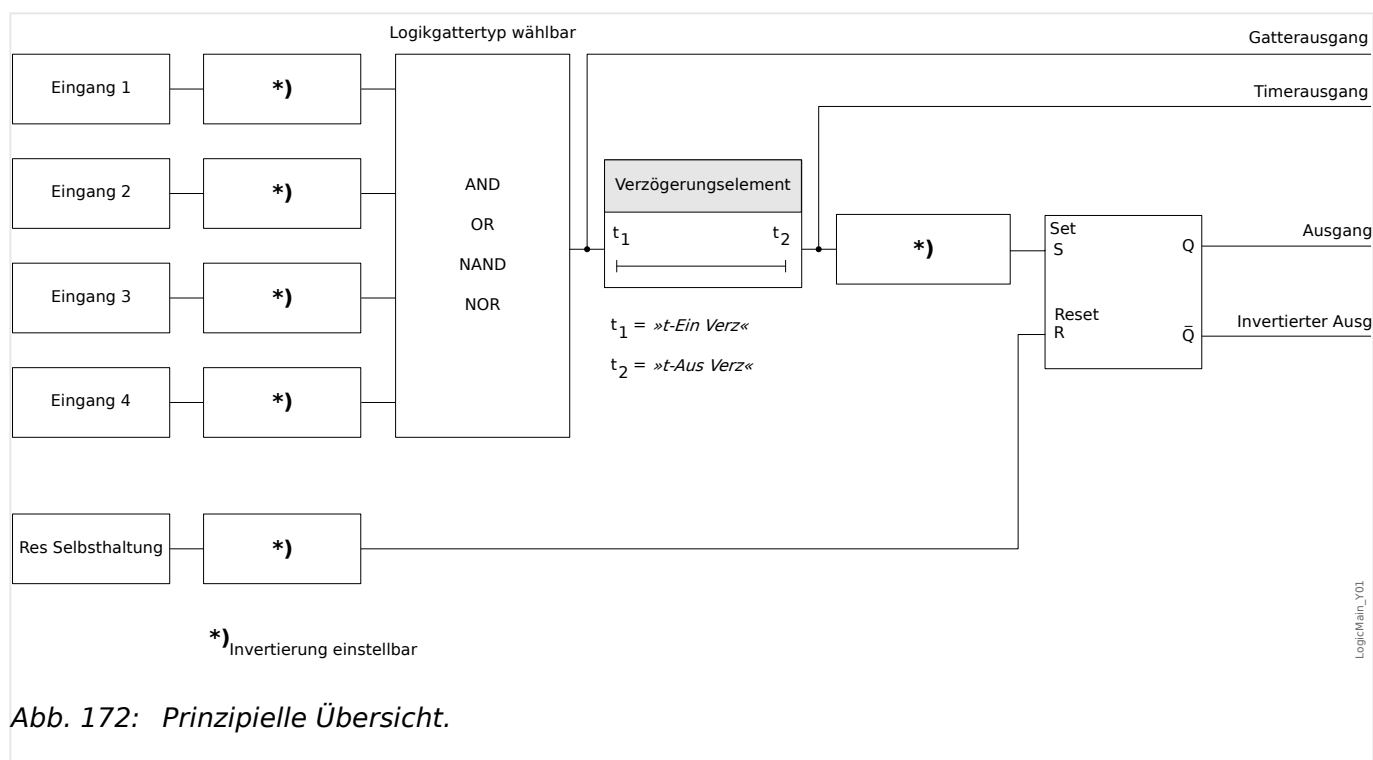 Logikgattertyp wählbar
Gatterausgang
Timerausgang
Eingang 1
*)
Eingang 2
*)
Eingang 3
*)
Eingang 4
*)
AND
OR
NAND
NOR
Verzögerungselement
t1
t2
t1 = »t-Ein Verz«
t2 = »t-Aus Verz«
*)
Set
S
Q
Reset
R
Q̅
Ausgang
Invertierter Ausg
Res Selbsthaltung
*)
*) Invertierung einstellbar
LogicMain_Y01
Abb. 172: Prinzipielle Übersicht.